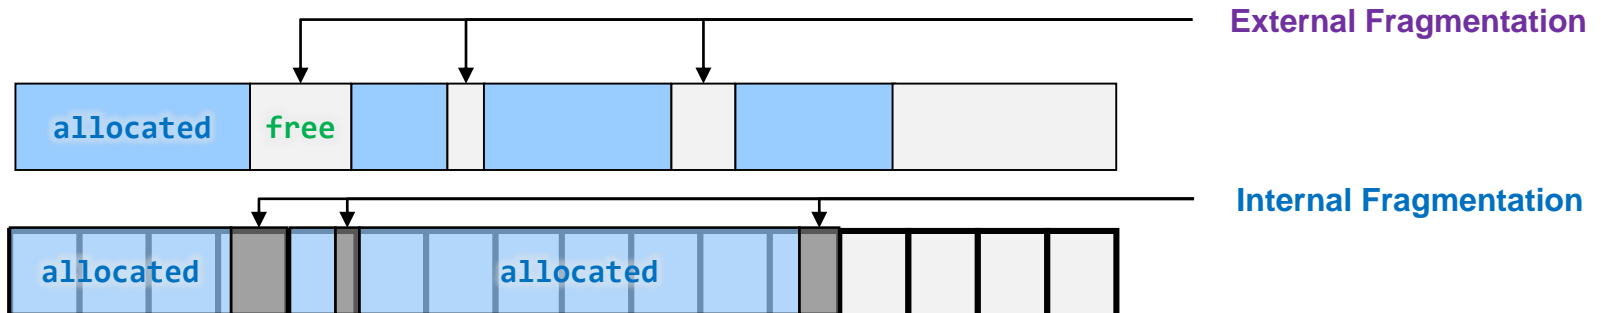 External Fragmentation
allocated free
Internal Fragmentation
allocated allocated